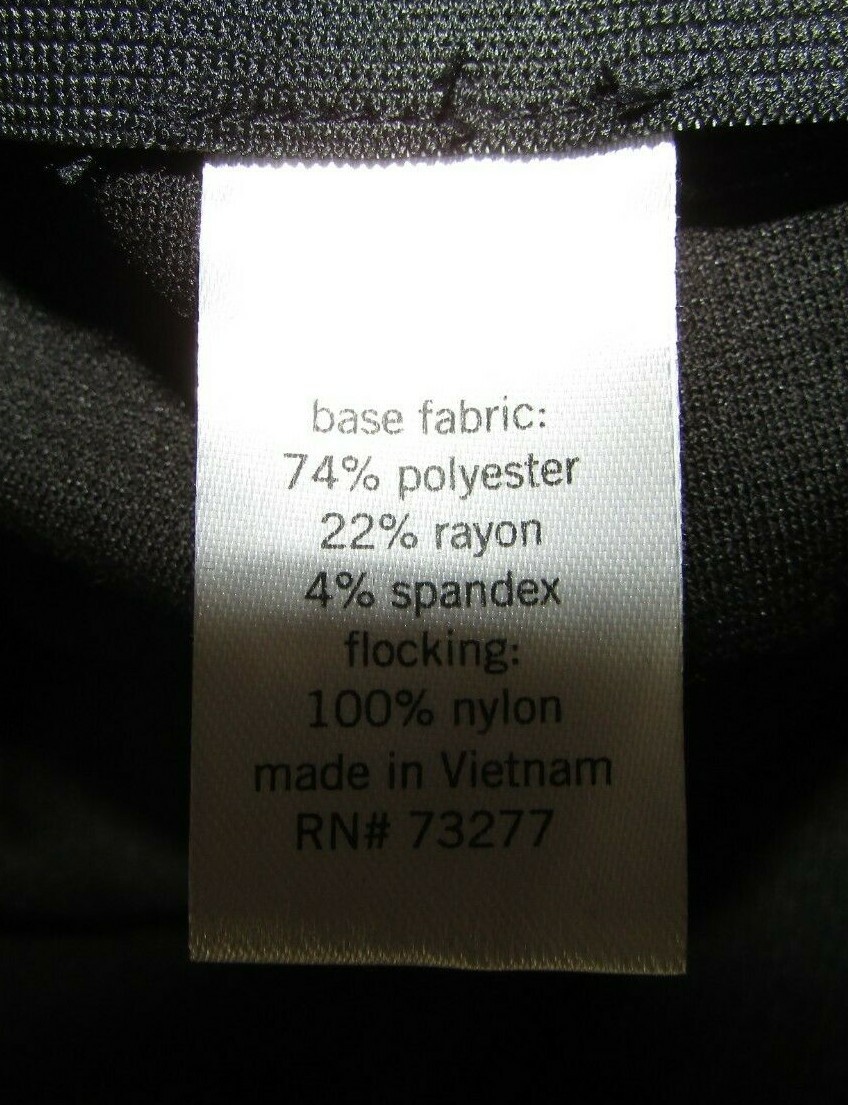 base fabric:
74% polyester
22% rayon
4% spandex
flocking:
100% nylon
made in Vietnam
RN# 73277